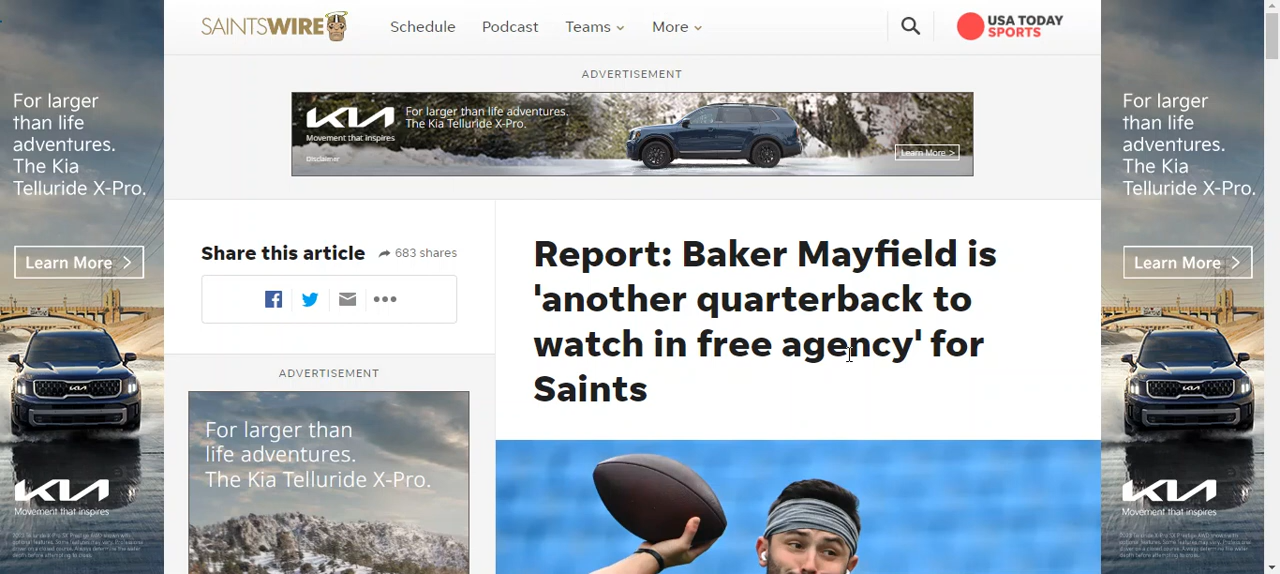 SAINTSWIRE
Schedule
Podcast
Teams
More
USA TODAY
SPORTS
ADVERTISEMENT
KIA
Movement that inspires
Disclaimer
For larger than life adventures.
The Kia Telluride X-Pro.
Learn More >
For larger
than life
adventures.
The Kia
Telluride X-Pro.
Learn More >
KIA
Movement that inspires
Share this article
683 shares
ADVERTISEMENT
For larger than
life adventures.
The Kia Telluride X-Pro.
Report: Baker Mayfield is
'another quarterback to
watch in free agency' for
Saints
For larger
than life
adventures.
The Kia
Telluride X-Pro.
Learn More >
KIA
Movement that inspires